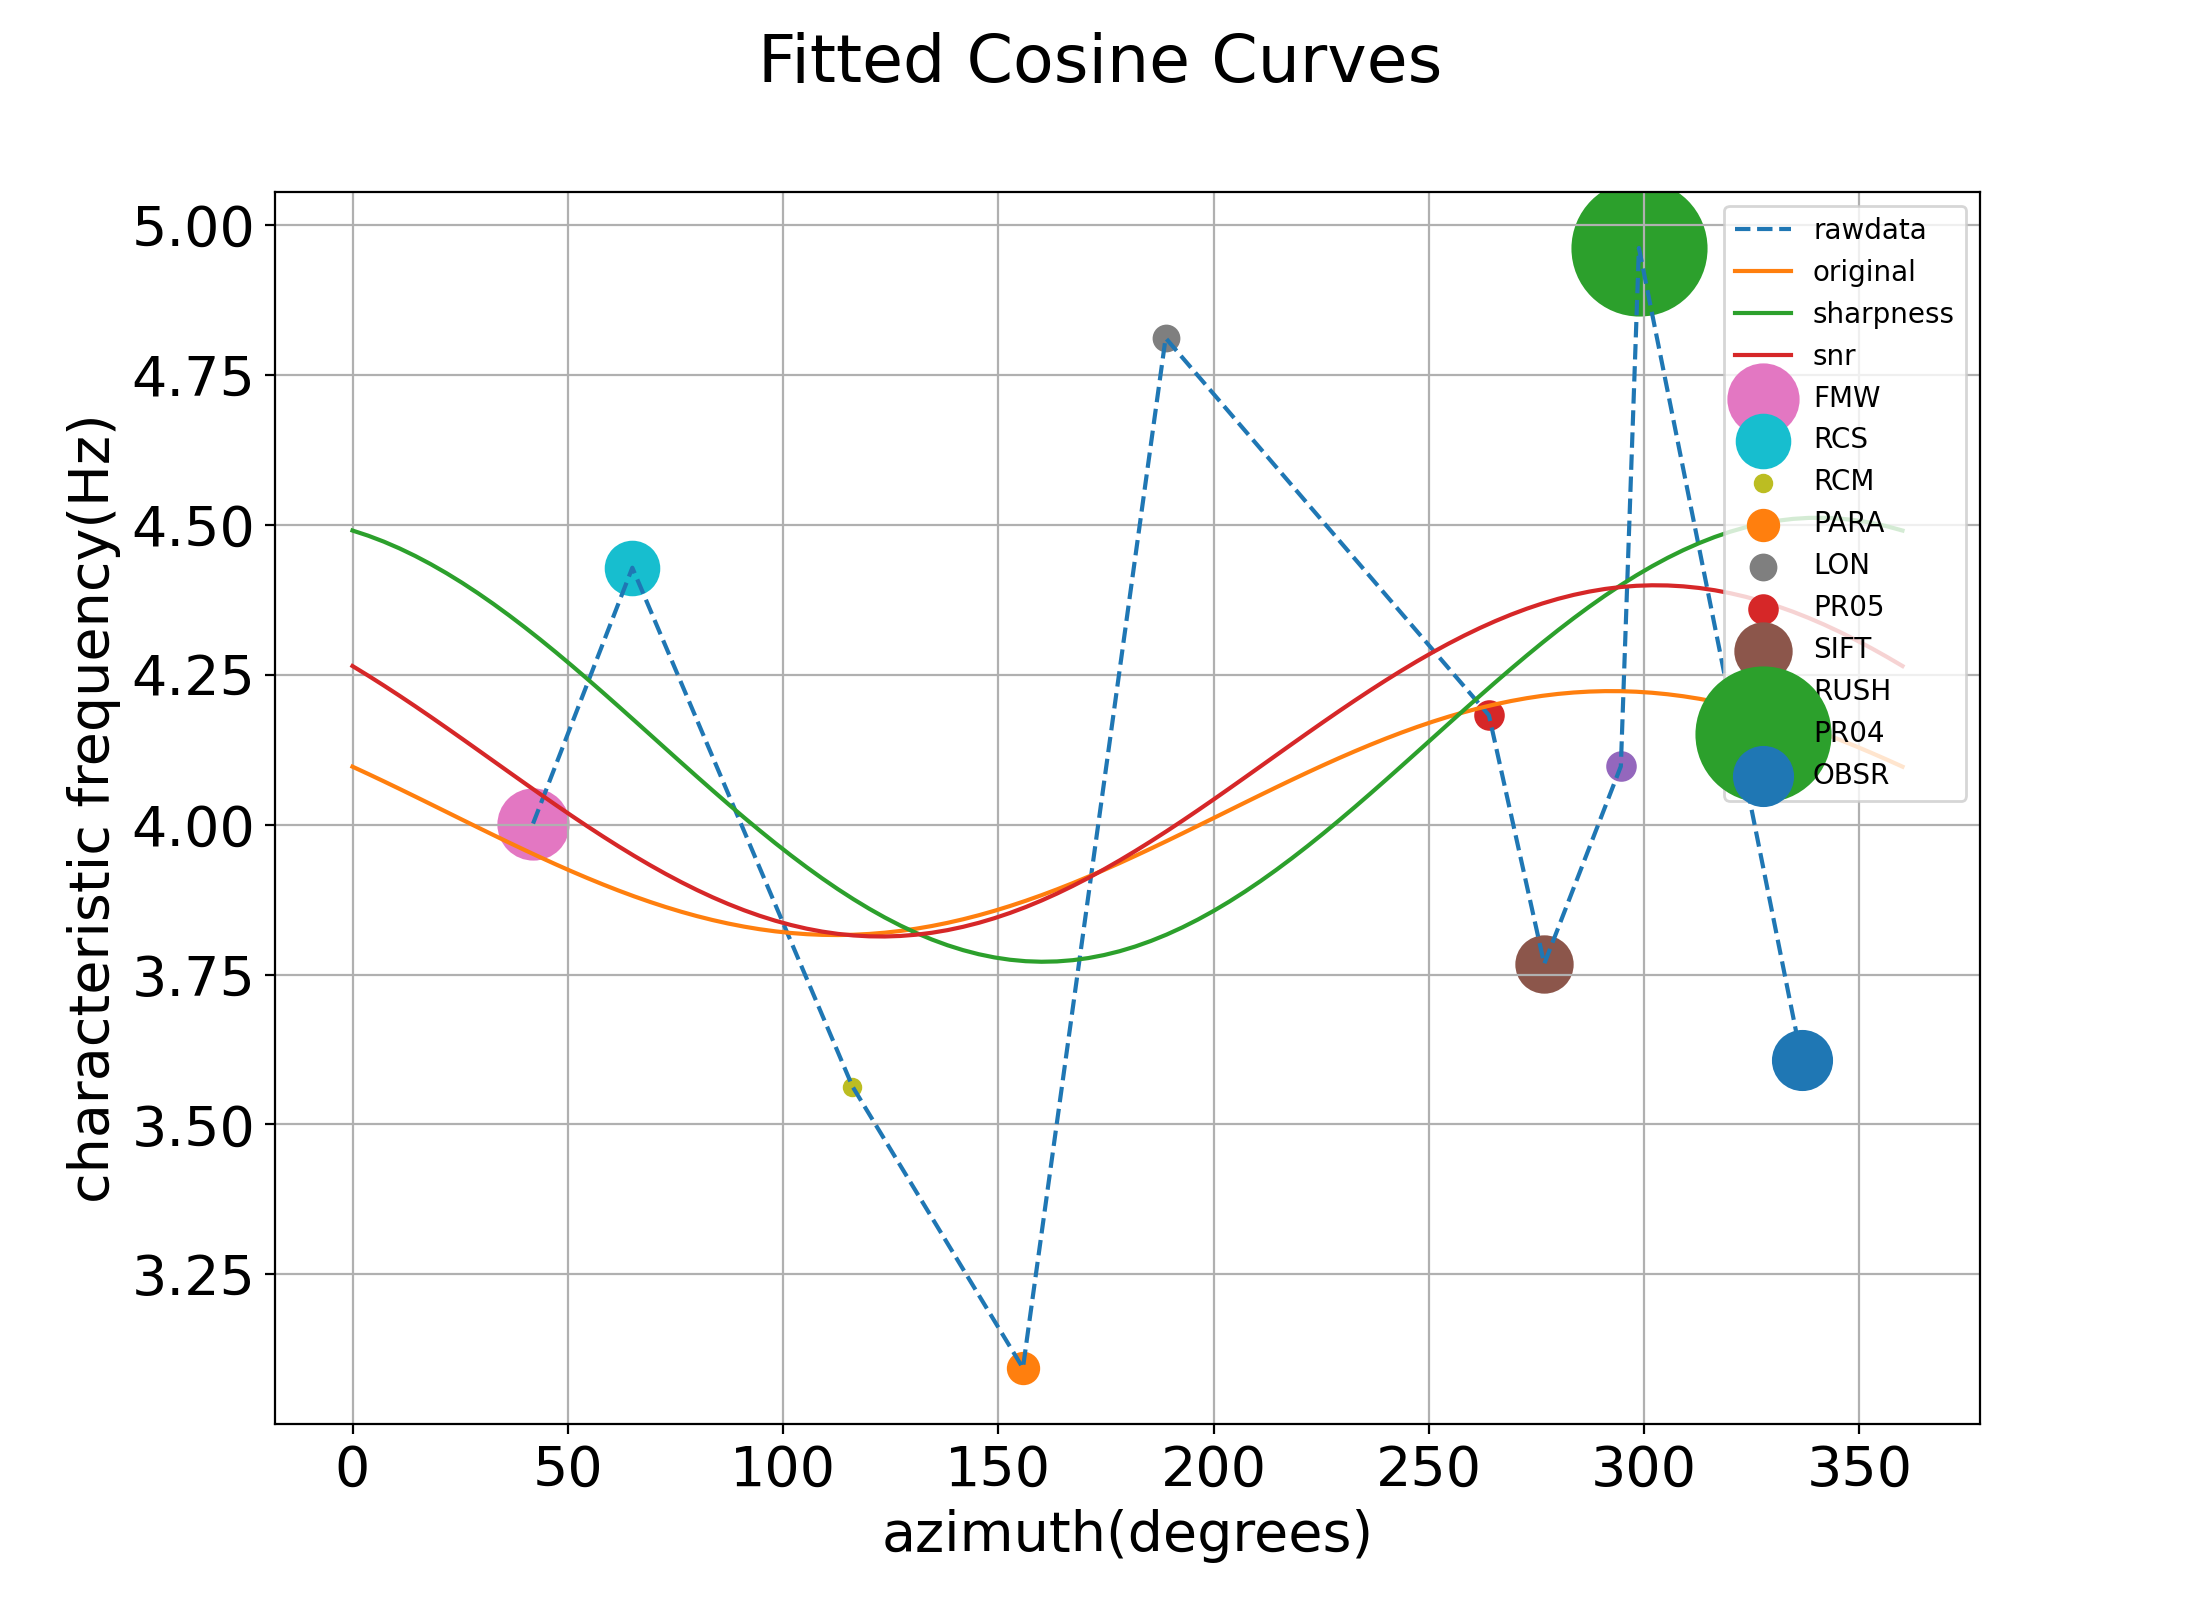 Fitted Cosine Curves
5.00
4.75
4.50
4.25
4.00
3.75
3.50
3.25
characteristic frequency(Hz)
rawdata
original
sharpness
snr
FMW
RCS
RCM
PARA
LON
PR05
SIFT
RUSH
PR04
OBSR
0 50 100 150 200 250 300 350
azimuth(degrees)